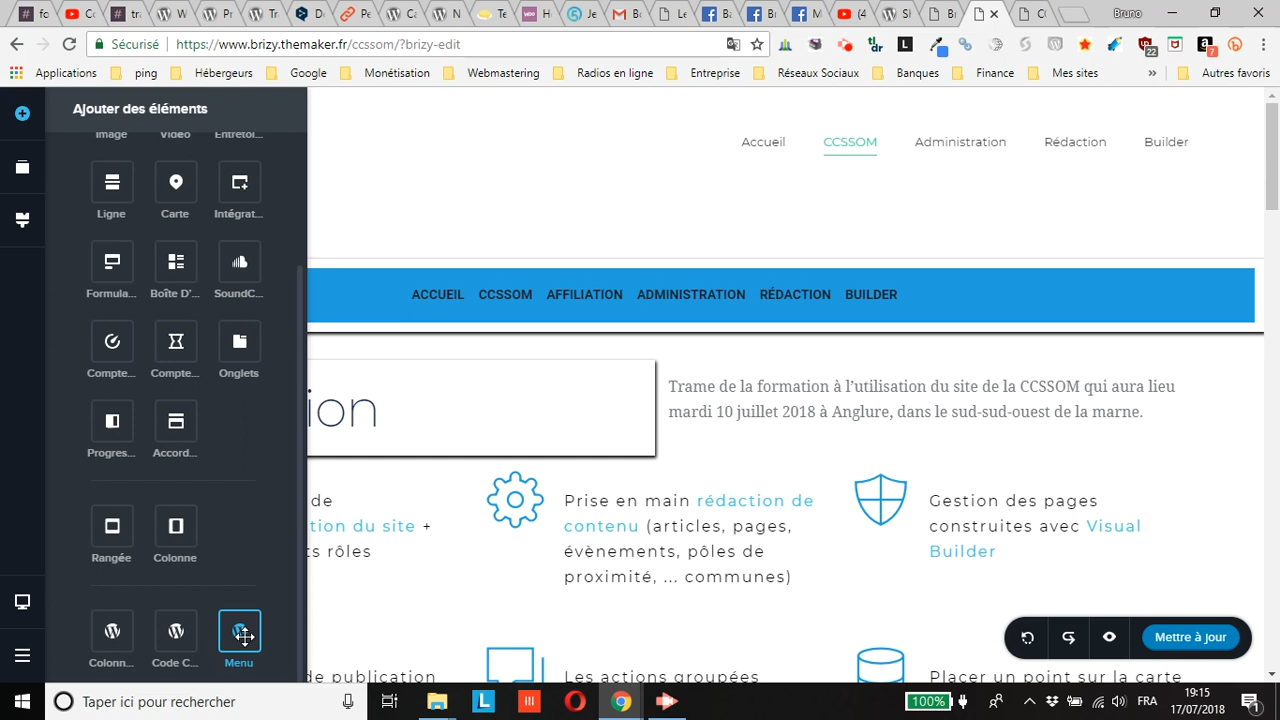 Bruno
Sécurisé https://www.brizy.themaker.fr/ccssom/?brizy-edit
22
7
Applications ping Hébergeurs Google Monétisation Webmastering Radios en ligne Entreprise Réseaux Sociaux Banques Finance Mes sites » Autres favoris
Ajouter des éléments
Image Vidéo Entretoi...
Accueil CCSSOM Administration Rédaction Builder
Ligne Carte Intégrat...
Formula... Boîte D'... SoundC...
ACCUEIL CCSSOM AFFILIATION ADMINISTRATION RÉDACTION BUILDER
Compte... Compte... Onglets
ion
Trame de la formation à l'utilisation du site de la CCSSOM qui aura lieu
mardi 10 juillet 2018 à Anglure, dans le sud-sud-ouest de la marne.
Progres... Accord...
Rangée Colonne
de
tion du site +
ts rôles
Prise en main rédaction de
contenu (articles, pages,
évènements, pôles de
proximité, ... communes)
Gestion des pages
construites avec Visual
Builder
Colonn... Code C... Menu
Mettre à jour
de publication
Les actions groupées
Placer un point sur la carte
Taper ici pour rechercher
100%
FRA
19:15
17/07/2018
1